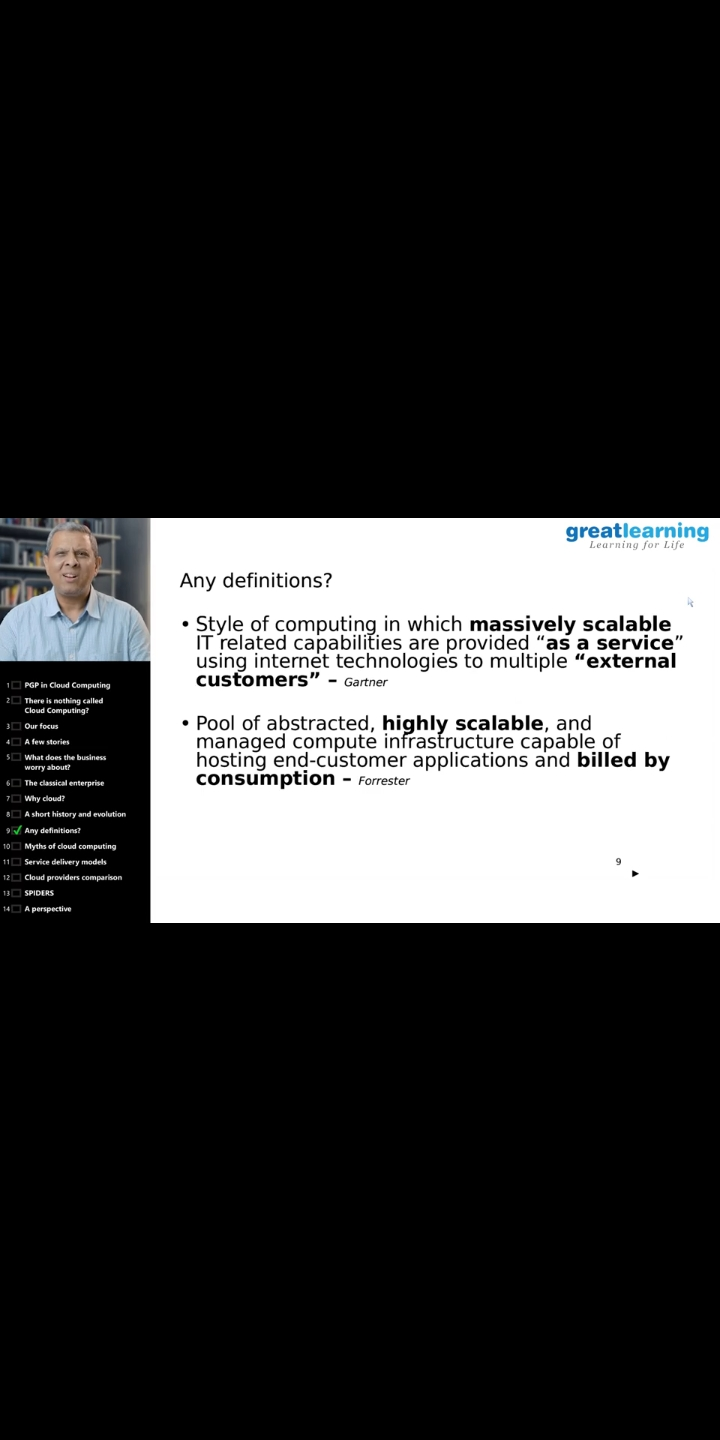 greatlearning
Learning for Life
Any definitions?
• Style of computing in which massively scalable
IT related capabilities are provided “as a service”
using internet technologies to multiple “external
customers” – Gartner
• Pool of abstracted, highly scalable, and
managed compute infrastructure capable of
hosting end-customer applications and billed by
consumption – Forrester
9
1 PGP in Cloud Computing
2 There is nothing called
Cloud Computing?
3 Our focus
4 A few stories
5 What does the business
worry about?
6 The classical enterprise
7 Why cloud?
8 A short history and evolution
9 Any definitions?
10 Myths of cloud computing
11 Service delivery models
12 Cloud providers comparison
13 SPIDERS
14 A perspective